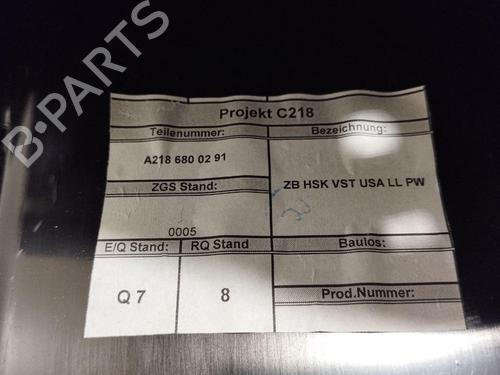 B-PARTS
Projekt C218
Teilenummer:
Bezeichnung:
A218 680 02 91
ZB HSK VST USA LL PW
ZGS Stand:
0005
E/Q Stand:
RQ Stand
Baulos:
Q 7
8
Prod.Nummer: